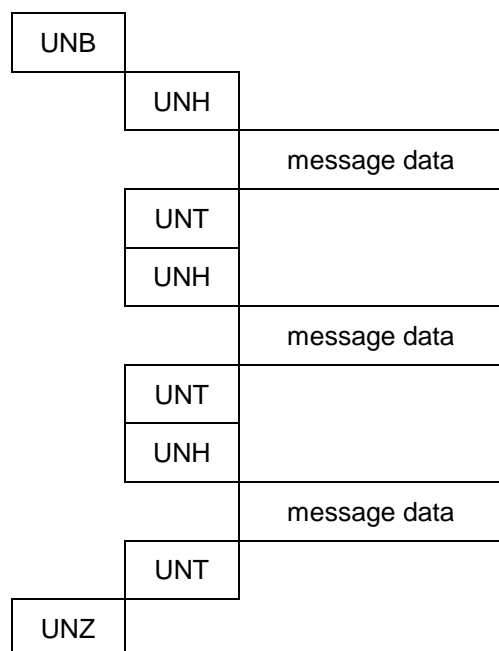 UNB
UNH
message data
UNT
UNH
message data
UNT
UNH
message data
UNT
UNZ